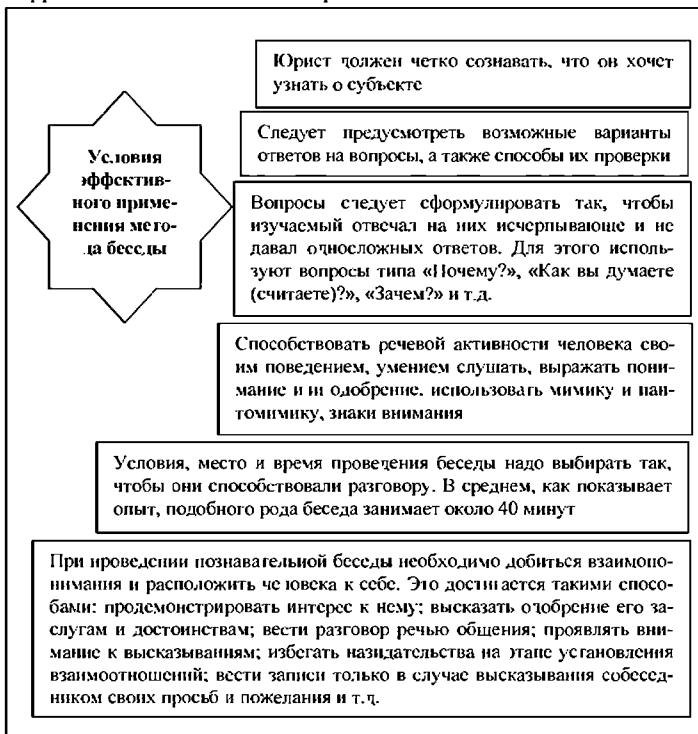 Юрист должен четко сознавать, что он хочет
узнать о субъекте
Условия
эффектив-
ного приме-
нения мето-
да беседы
Следует предусмотреть возможные варианты
ответов на вопросы, а также способы их проверки
Вопросы следует сформулировать так, чтобы
изучаемый отвечал на них исчерпывающе и не
давал односложных ответов. Для этого исполь-
зуют вопросы типа «Почему?», «Как вы думаете
(считаете)?», «Зачем?» и т.д.
Способствовать речевой активности человека сво-
им поведением, умением слушать, выражать пони-
мание и ли одобрение, использовать мимику и пан-
томимику, знаки внимания
Условия, место и время проведения беседы надо выбирать так,
чтобы они способствовали разговору. В среднем, как показывает
опыт, подобного рода беседа занимает около 40 минут
При проведении познавательной беседы необходимо добиться взаимопо-
нимания и расположить человека к себе. Это достигается такими спосо-
бами: продемонстрировать интерес к нему; высказать одобрение его за-
слугам и достоинствам; вести разговор речью общения; проявлять вни-
мание к высказываниям; избегать назидательства на этапе установления
взаимоотношений; вести записи только в случае высказывания собесед-
ником своих просьб и пожелания и т.д.